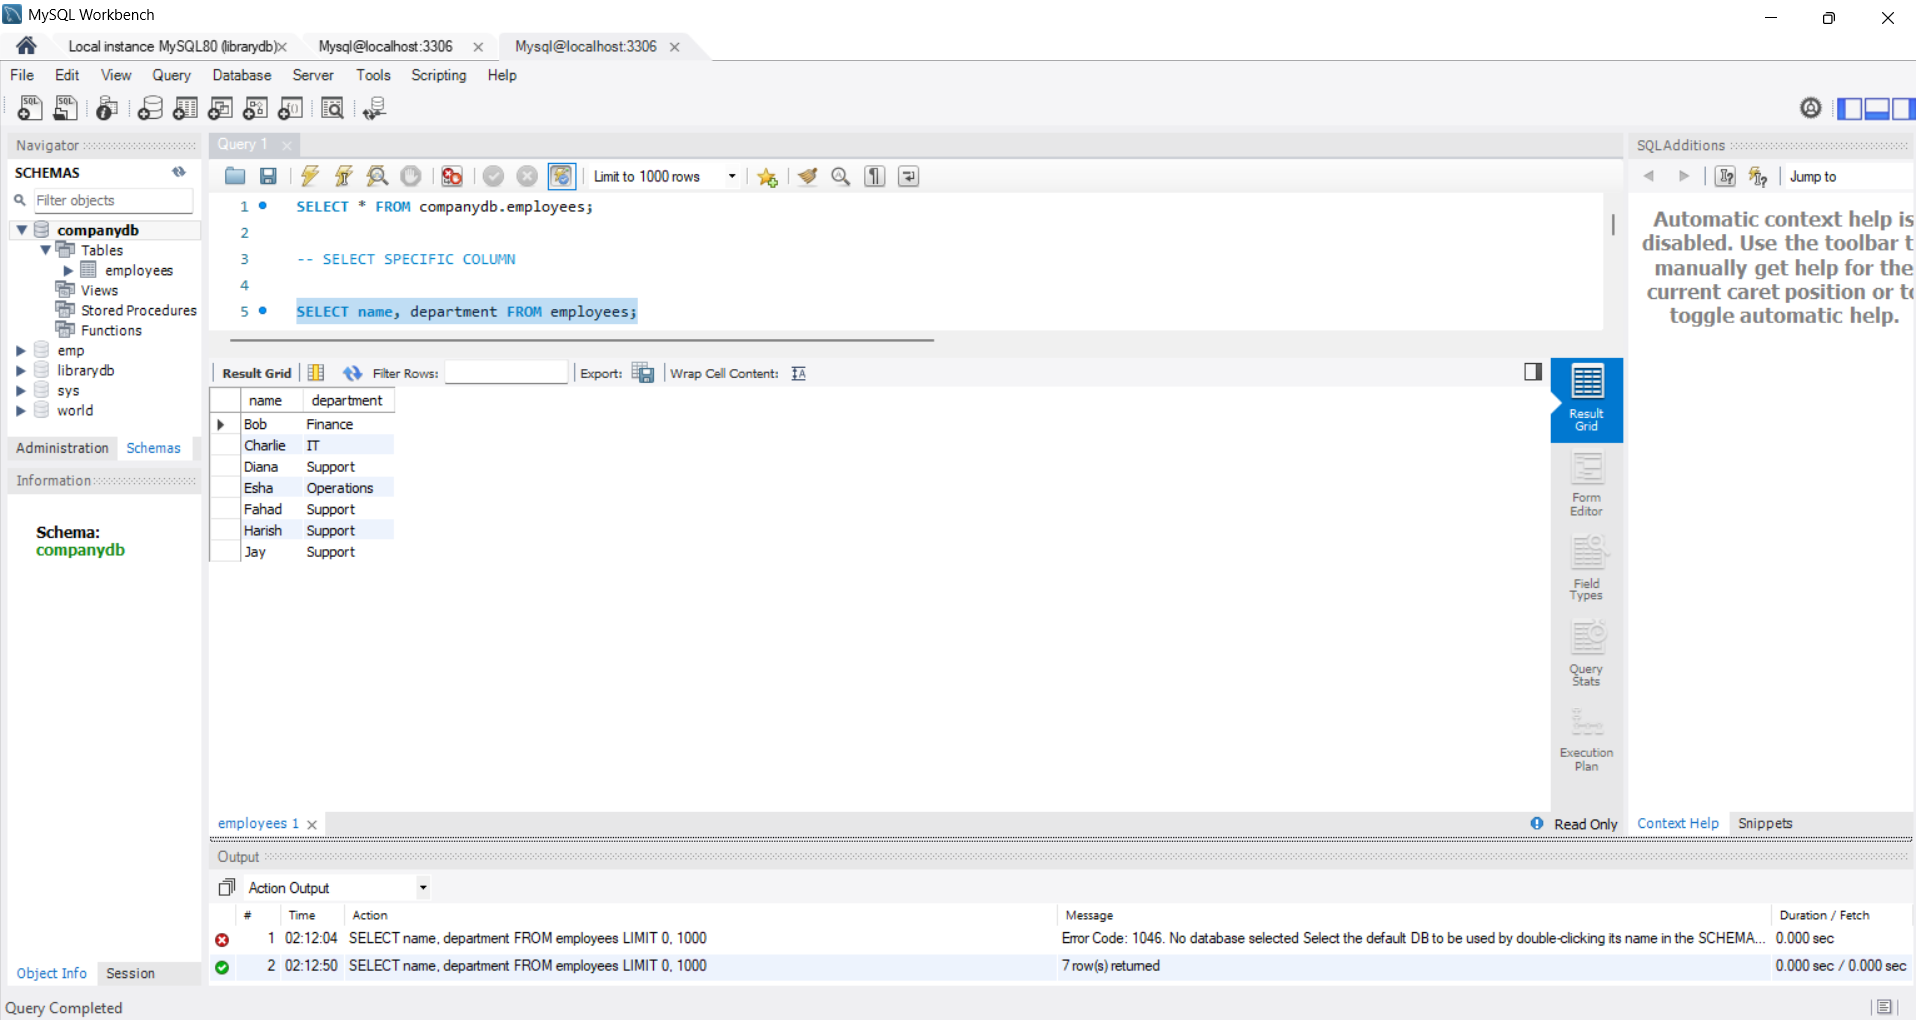 MySQL Workbench
Local instance MySQL80 (librarydb)
Mysql@localhost:3306
Mysql@localhost:3306
File Edit View Query Database Server Tools Scripting Help
Navigator
SCHEMAS
Filter objects
companydb
Tables
employees
Views
Stored Procedures
Functions
emp
librarydb
sys
world
Administration Schemas
Information
Schema:
companydb
Object Info Session
Query 1
Limit to 1000 rows
1 SELECT * FROM companydb.employees;
2
3 -- SELECT SPECIFIC COLUMN
4
5 SELECT name, department FROM employees;
Result Grid Filter Rows: Export: Wrap Cell Content:
name department
Bob Finance
Charlie IT
Diana Support
Esha Operations
Fahad Support
Harish Support
Jay Support
Result
Grid
Form
Editor
Field
Types
Query
Stats
Execution
Plan
employees 1
Read Only
SQLAdditions
Jump to
Automatic context help is
disabled. Use the toolbar t
manually get help for the
current caret position or to
toggle automatic help.
Context Help Snippets
Output
Action Output
# Time Action Message Duration / Fetch
1 02:12:04 SELECT name, department FROM employees LIMIT 0, 1000 Error Code: 1046. No database selected Select the default DB to be used by double-clicking its name in the SCHEMA... 0.000 sec
2 02:12:50 SELECT name, department FROM employees LIMIT 0, 1000 7 row(s) returned 0.000 sec / 0.000 sec
Query Completed